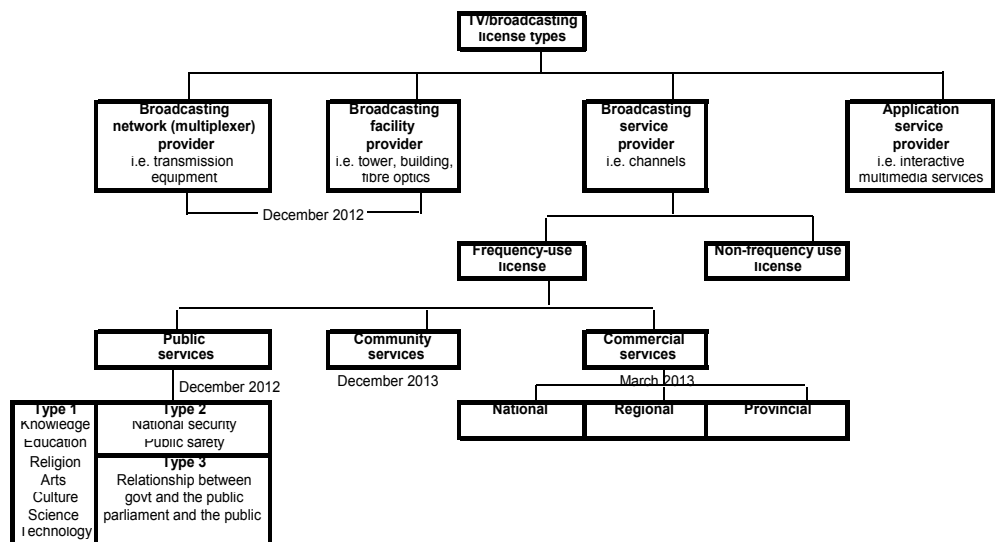 TV/broadcasting
license types
Broadcasting
network (multiplexer)
provider
i.e. transmission
equipment
Broadcasting
facility
provider
i.e. tower, building,
fibre optics
Broadcasting
service
provider
i.e. channels
Application
service
provider
i.e. interactive
multimedia services
December 2012
Frequency-use
license
Non-frequency use
license
Public
services
Community
services
Commercial
services
December 2012
December 2013
March 2013
Type 1
Knowledge
Education
Religion
Arts
Culture
Science
Technology
Type 2
National security
Public safety
Type 3
Relationship between
govt and the public
parliament and the public
National
Regional
Provincial